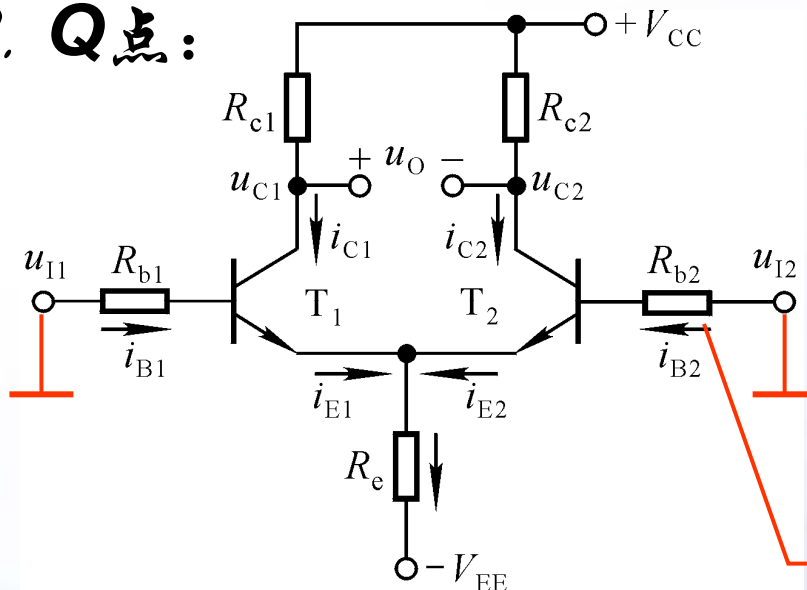 . Q点：
+V_CC
R_c1
R_c2
+ u_O −
u_C1
u_C2
i_C1
i_C2
u_I1
R_b1
R_b2
u_I2
T_1
T_2
i_B1
i_B2
i_E1
i_E2
R_e
−V_EE